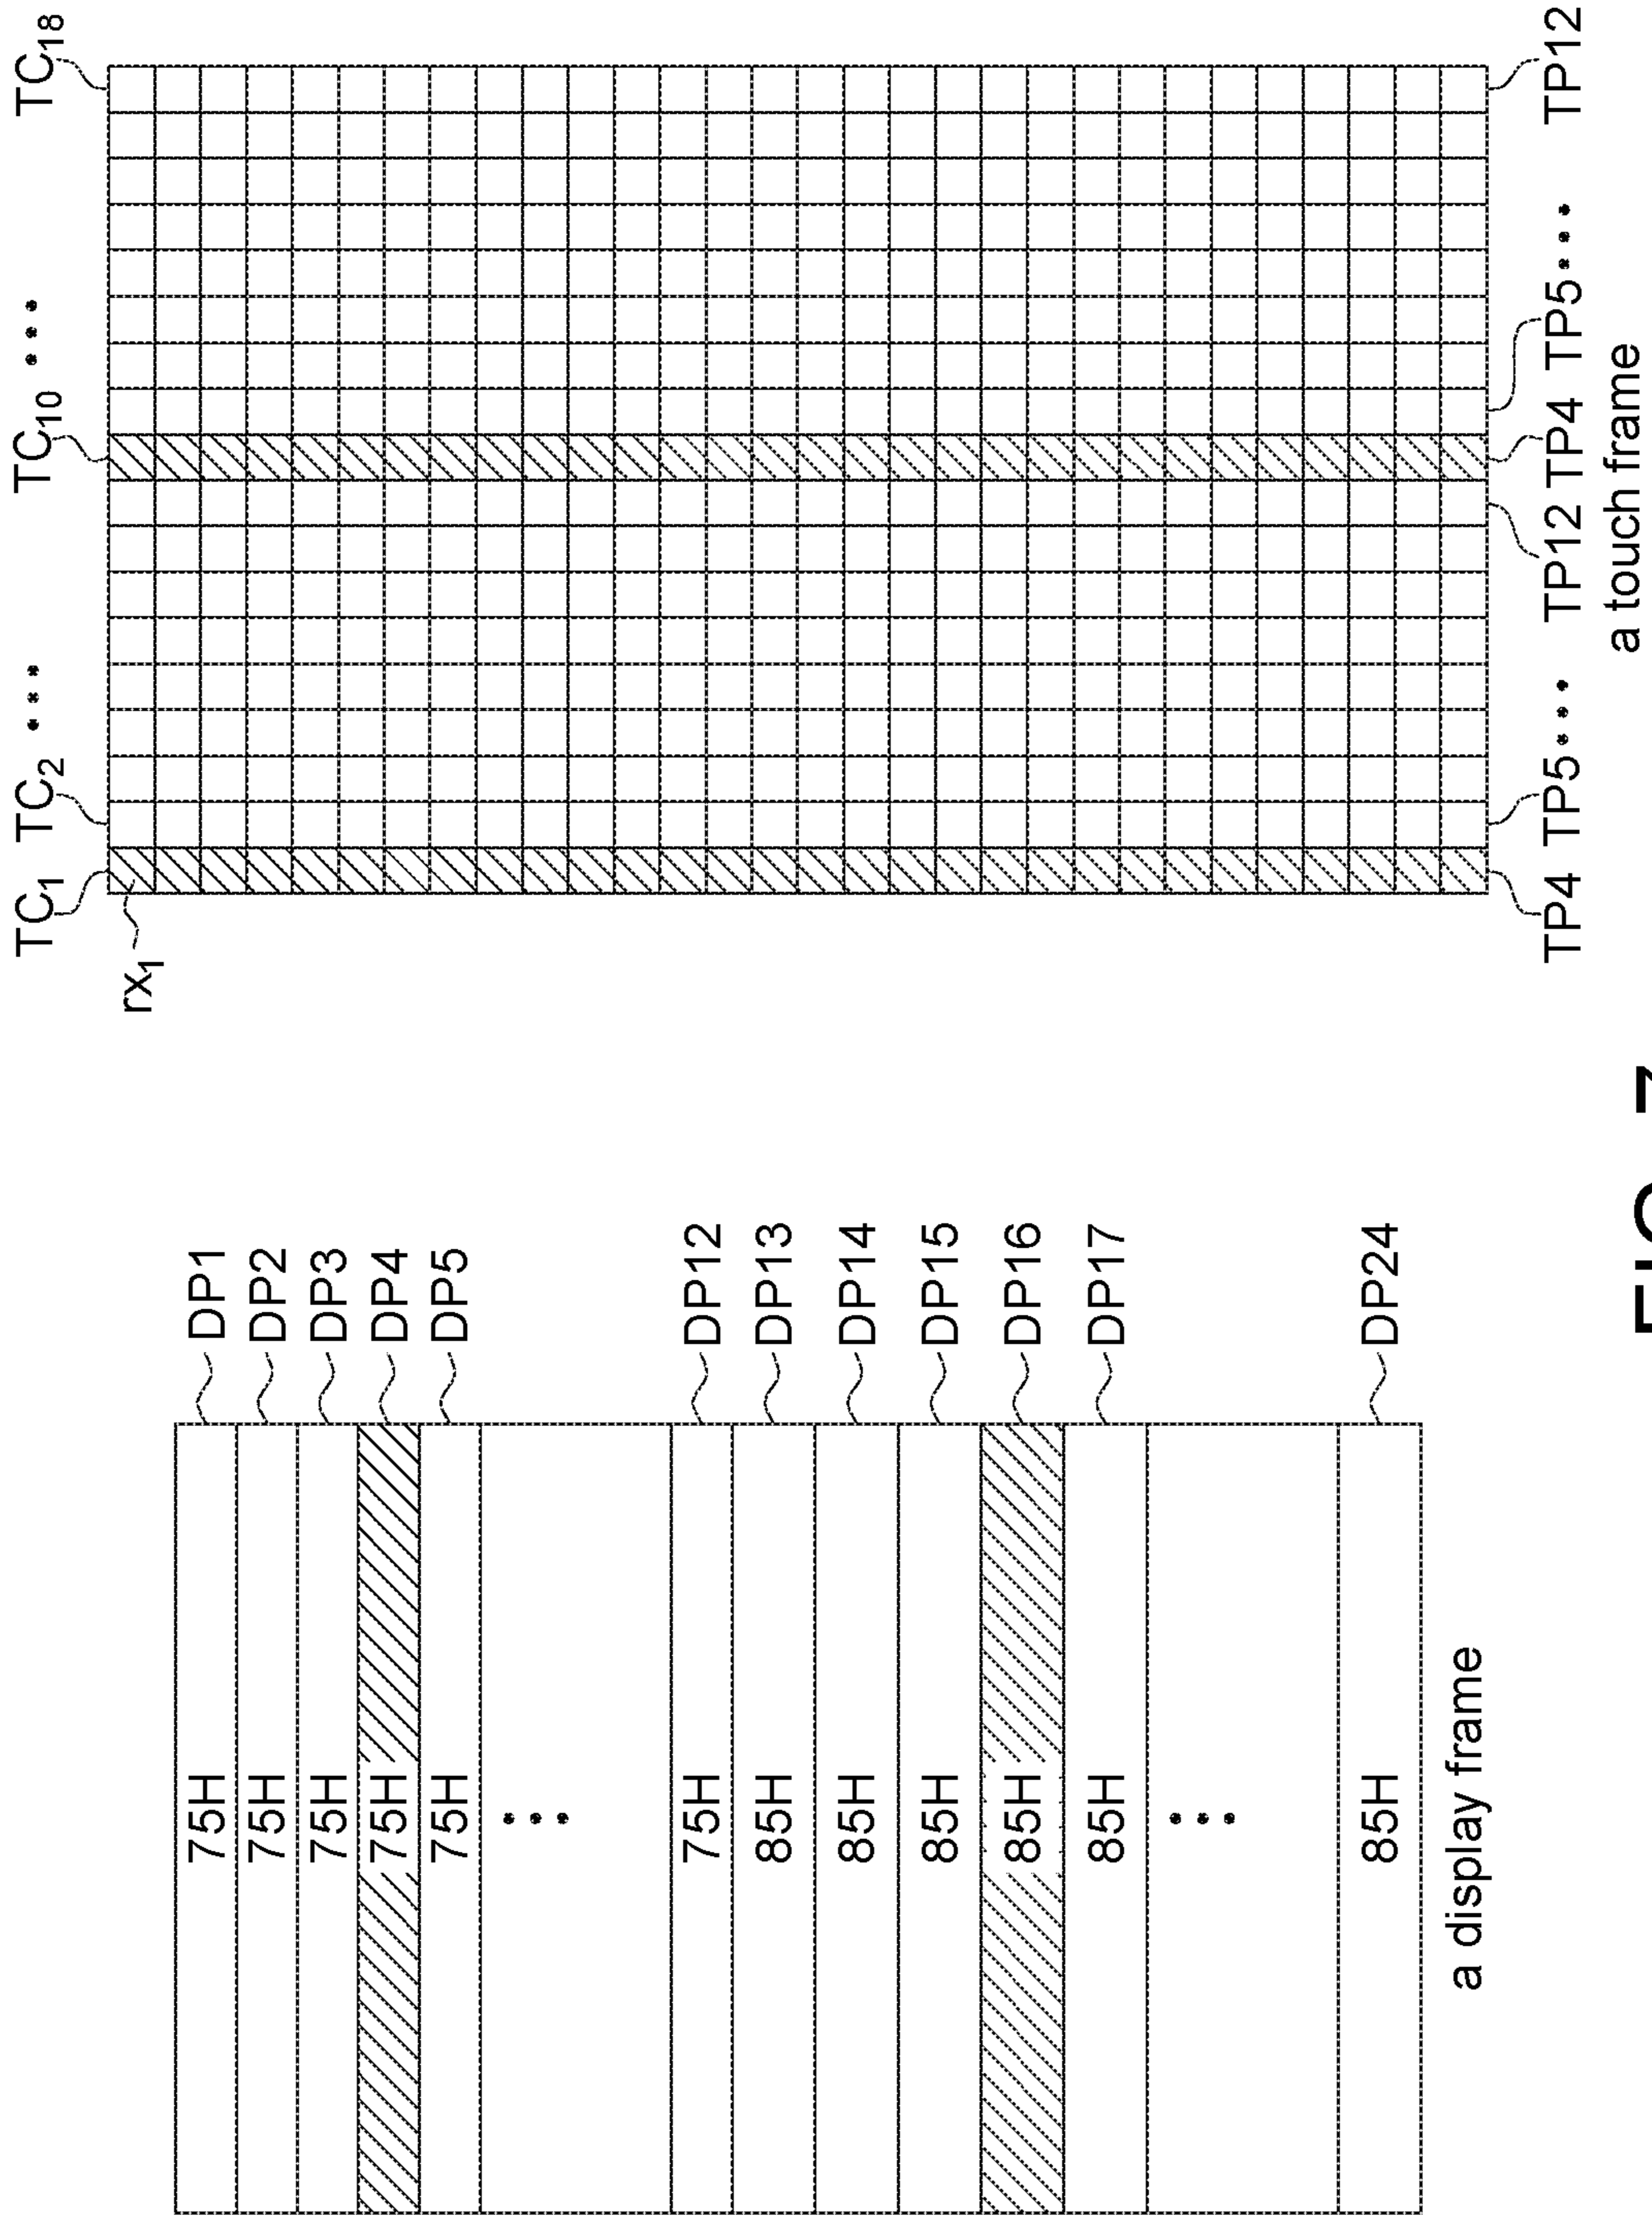 75H
75H
75H
75H
75H
•••
75H
85H
85H
85H
85H
85H
•••
85H
DP1
DP2
DP3
DP4
DP5
DP12
DP13
DP14
DP15
DP16
DP17
DP24
a display frame
TC1
TC2
•••
TC10
•••
TC18
rx1
TP4
TP5
•••
TP12
TP4
TP5
•••
TP12
a touch frame